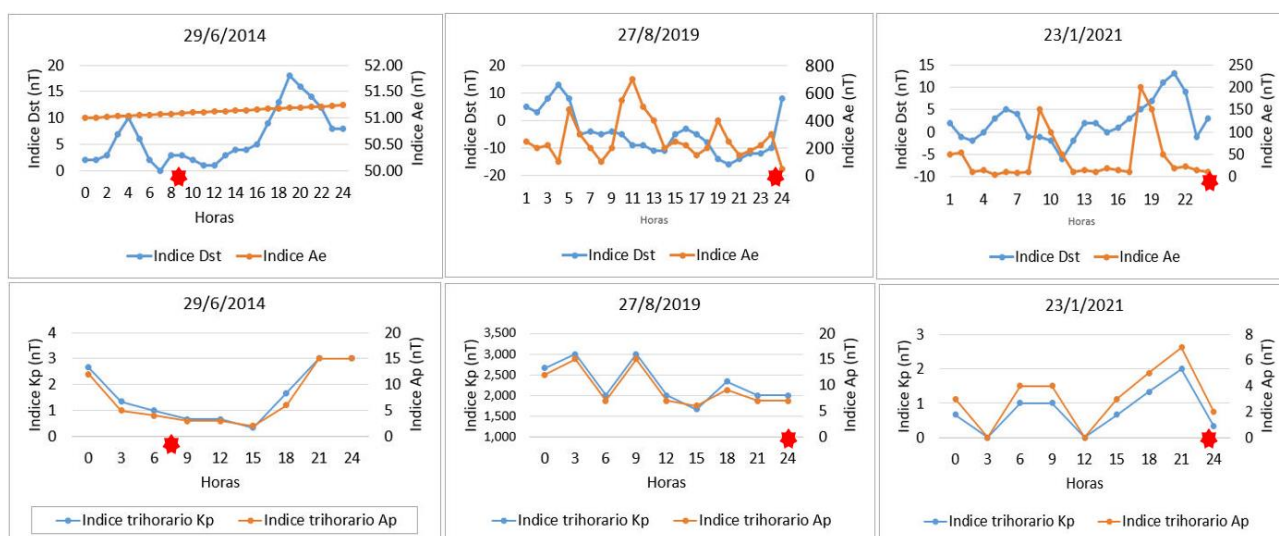 29/6/2014
Indice Dst (nT)
20
15
10
5
0
Indice Ae (nT)
52.00
51.50
51.00
50.50
50.00
0 2 4 6 8 10 12 14 16 18 20 22 24
Horas
Indice Dst Indice Ae
27/8/2019
Indice Dst (nT)
20
10
0
-10
-20
Indice Ae (nT)
800
600
400
200
0
1 3 5 7 9 11 13 15 17 19 21 23 24
Horas
Indice Dst Indice Ae
23/1/2021
Indice Dst (nT)
15
10
5
0
-5
-10
Indice Ae (nT)
250
200
150
100
50
0
1 4 7 10 13 16 19 22
Horas
Indice Dst Indice Ae
29/6/2014
Indice Kp (nT)
4
3
2
1
0
Indice Ap (nT)
20
15
10
5
0
0 3 6 9 12 15 18 21 24
Horas
Indice trihorario Kp Indice trihorario Ap
27/8/2019
Indice Kp (nT)
3,500
3,000
2,500
2,000
1,500
1,000
Indice Ap (nT)
20
15
10
5
0
0 3 6 9 12 15 18 21 24
Horas
Indice trihorario Kp Indice trihorario Ap
23/1/2021
Indice Kp (nT)
3
2
1
0
Indice Ap (nT)
8
7
6
5
4
3
2
1
0
0 3 6 9 12 15 18 21 24
Horas
Indice trihorario Kp Indice trihorario Ap